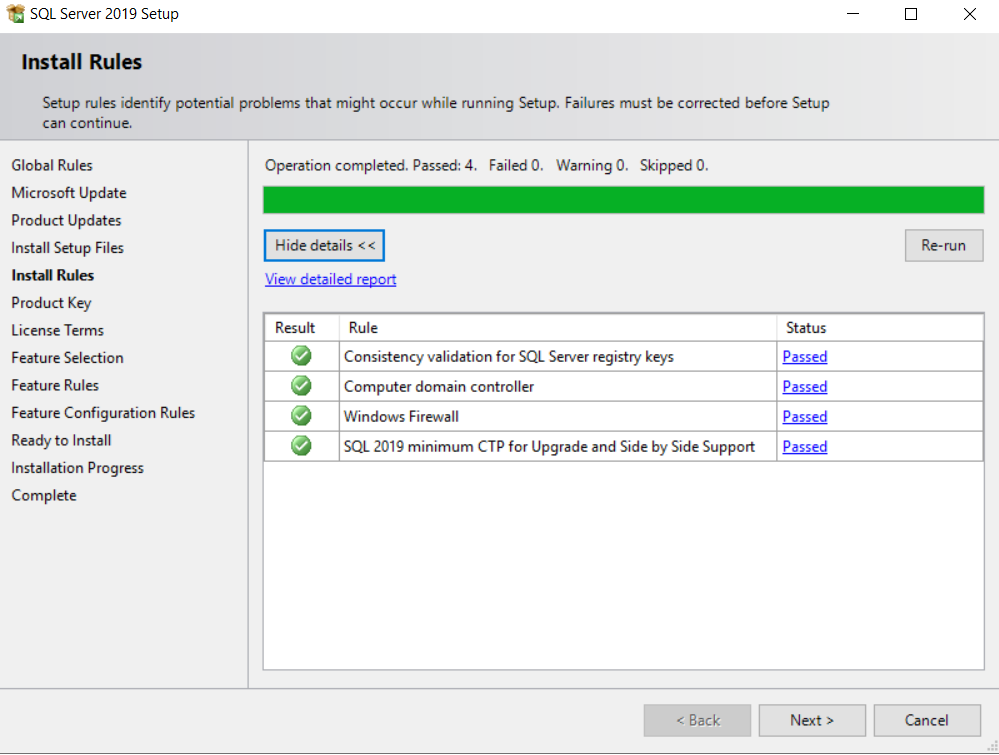 SQL Server 2019 Setup
Install Rules
Setup rules identify potential problems that might occur while running Setup. Failures must be corrected before Setup
can continue.
Global Rules
Microsoft Update
Product Updates
Install Setup Files
Install Rules
Product Key
License Terms
Feature Selection
Feature Rules
Feature Configuration Rules
Ready to Install
Installation Progress
Complete
Operation completed. Passed: 4.   Failed 0.   Warning 0.   Skipped 0.
Hide details <<
Re-run
View detailed report
Result Rule Status
Consistency validation for SQL Server registry keys Passed
Computer domain controller Passed
Windows Firewall Passed
SQL 2019 minimum CTP for Upgrade and Side by Side Support Passed
< Back Next > Cancel